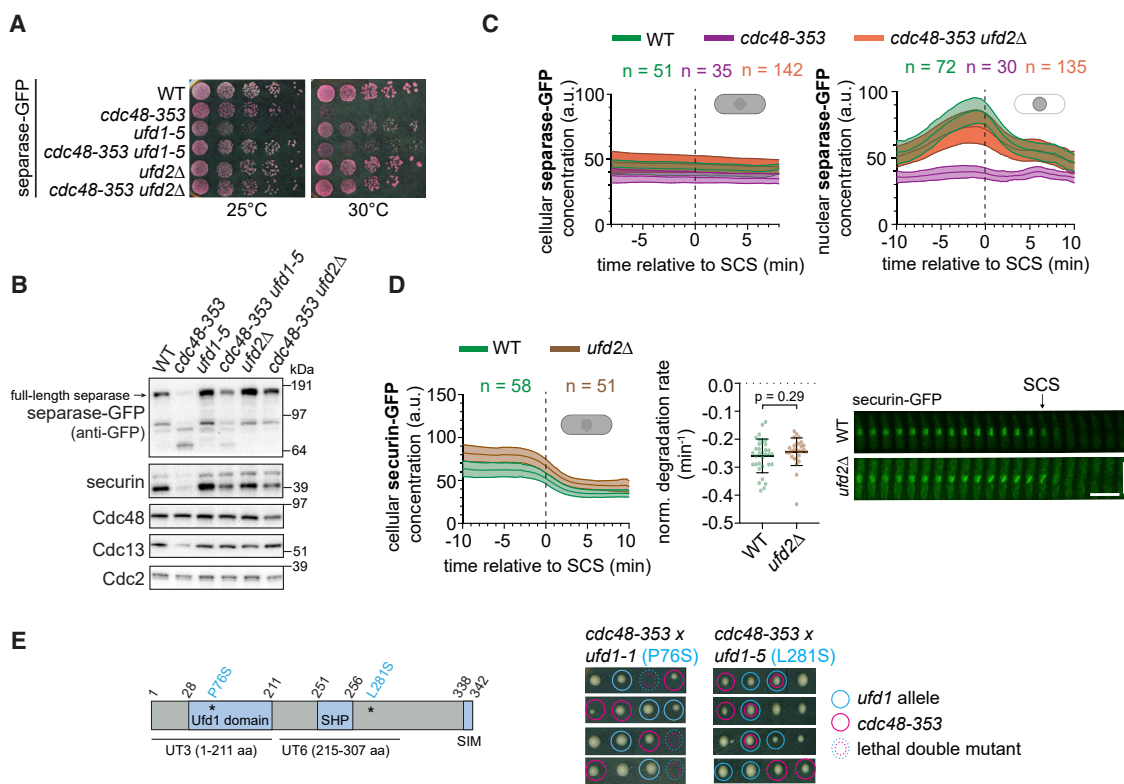 A
separase-GFP
WT
cdc48-353
ufd1-5
cdc48-353 ufd1-5
ufd2Δ
cdc48-353 ufd2Δ
25°C
30°C
B
WT
cdc48-353
ufd1-5
cdc48-353 ufd1-5
ufd2Δ
cdc48-353 ufd2Δ
kDa
full-length separase
separase-GFP
(anti-GFP)
191
97
64
securin
39
97
Cdc48
Cdc13
51
39
Cdc2
C
WT
cdc48-353
cdc48-353 ufd2Δ
n = 51 n = 35 n = 142
n = 72 n = 30 n = 135
cellular separase-GFP
concentration (a.u.)
100
50
0
-5 0 5
time relative to SCS (min)
nuclear separase-GFP
concentration (a.u.)
100
50
0
-10 -5 0 5 10
time relative to SCS (min)
D
WT
ufd2Δ
n = 58
n = 51
cellular securin-GFP
concentration (a.u.)
150
100
50
0
-10 -5 0 5 10
time relative to SCS (min)
norm. degradation rate
(min⁻¹)
0.0
-0.1
-0.2
-0.3
-0.4
-0.5
p = 0.29
WT
ufd2Δ
SCS
securin-GFP
WT
ufd2Δ
E
1
28
P76S
211
251
256
L281S
338
342
*
*
Ufd1 domain
SHP
SIM
UT3 (1-211 aa)
UT6 (215-307 aa)
cdc48-353 x
ufd1-1 (P76S)
cdc48-353 x
ufd1-5 (L281S)
ufd1 allele
cdc48-353
lethal double mutant